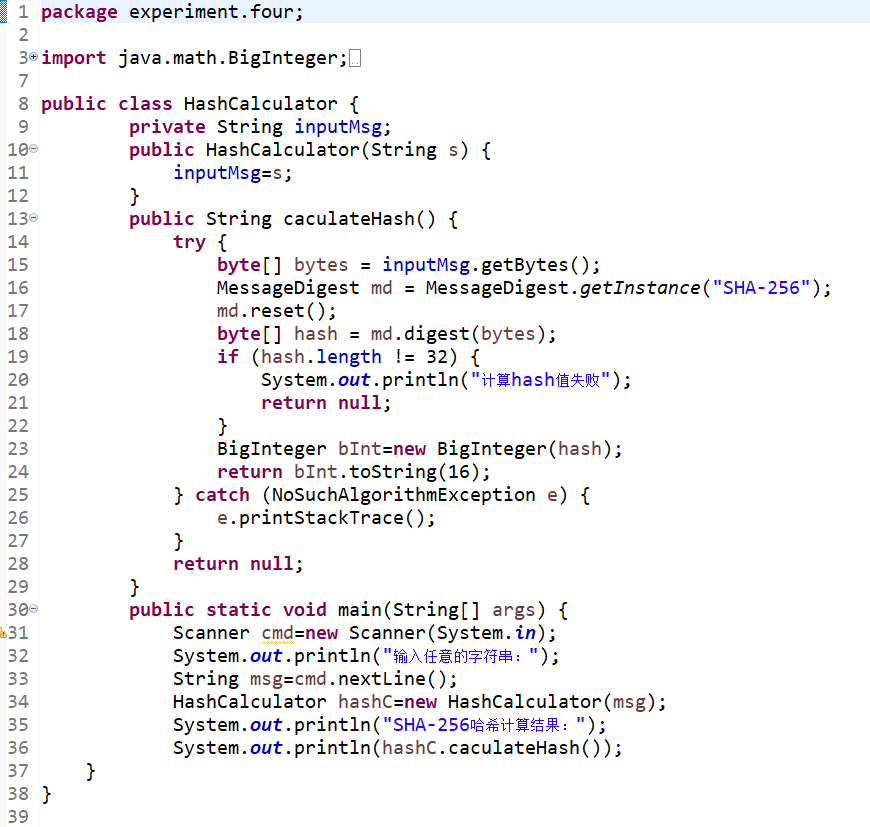 1 package experiment.four;
2
3 import java.math.BigInteger;
7
8 public class HashCalculator {
9 private String inputMsg;
10 public HashCalculator(String s) {
11 inputMsg=s;
12 }
13 public String caculateHash() {
14 try {
15 byte[] bytes = inputMsg.getBytes();
16 MessageDigest md = MessageDigest.getInstance("SHA-256");
17 md.reset();
18 byte[] hash = md.digest(bytes);
19 if (hash.length != 32) {
20 System.out.println("计算hash值失败");
21 return null;
22 }
23 BigInteger bInt=new BigInteger(hash);
24 return bInt.toString(16);
25 } catch (NoSuchAlgorithmException e) {
26 e.printStackTrace();
27 }
28 return null;
29 }
30 public static void main(String[] args) {
31 Scanner cmd=new Scanner(System.in);
32 System.out.println("输入任意的字符串：");
33 String msg=cmd.nextLine();
34 HashCalculator hashC=new HashCalculator(msg);
35 System.out.println("SHA-256哈希计算结果：");
36 System.out.println(hashC.caculateHash());
37 }
38 }
39